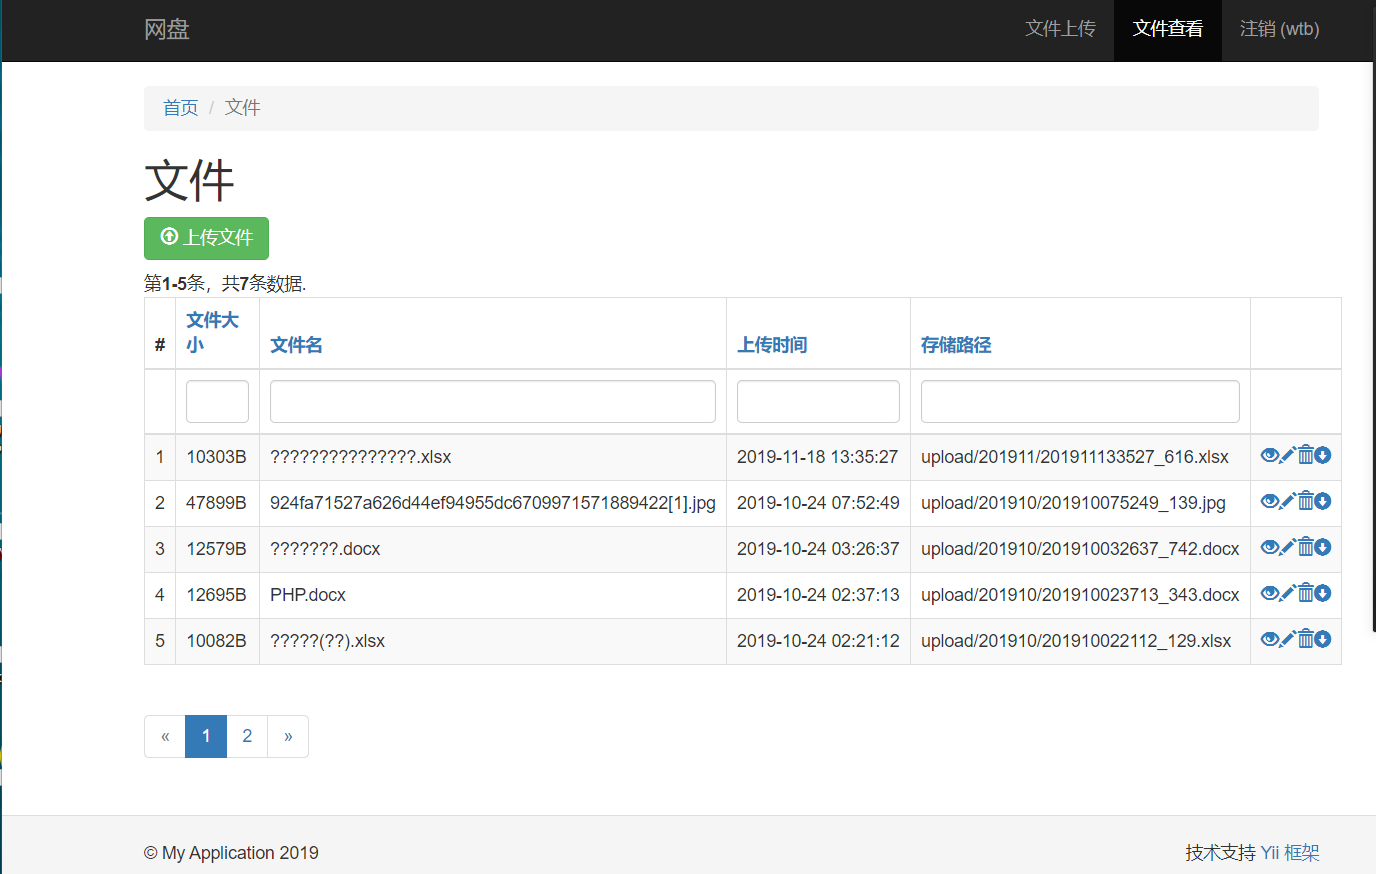 网盘 文件上传 文件查看 注销 (wtb)
首页 / 文件
文件
上传文件
第1-5条，共7条数据.
# 文件大小 文件名 上传时间 存储路径
1 10303B ???????????????.xlsx 2019-11-18 13:35:27 upload/201911/201911133527_616.xlsx
2 47899B 924fa71527a626d44ef94955dc6709971571889422[1].jpg 2019-10-24 07:52:49 upload/201910/201910075249_139.jpg
3 12579B ???????.docx 2019-10-24 03:26:37 upload/201910/201910032637_742.docx
4 12695B PHP.docx 2019-10-24 02:37:13 upload/201910/201910023713_343.docx
5 10082B ?????(??).xlsx 2019-10-24 02:21:12 upload/201910/201910022112_129.xlsx
« 1 2 »
© My Application 2019 技术支持 Yii 框架